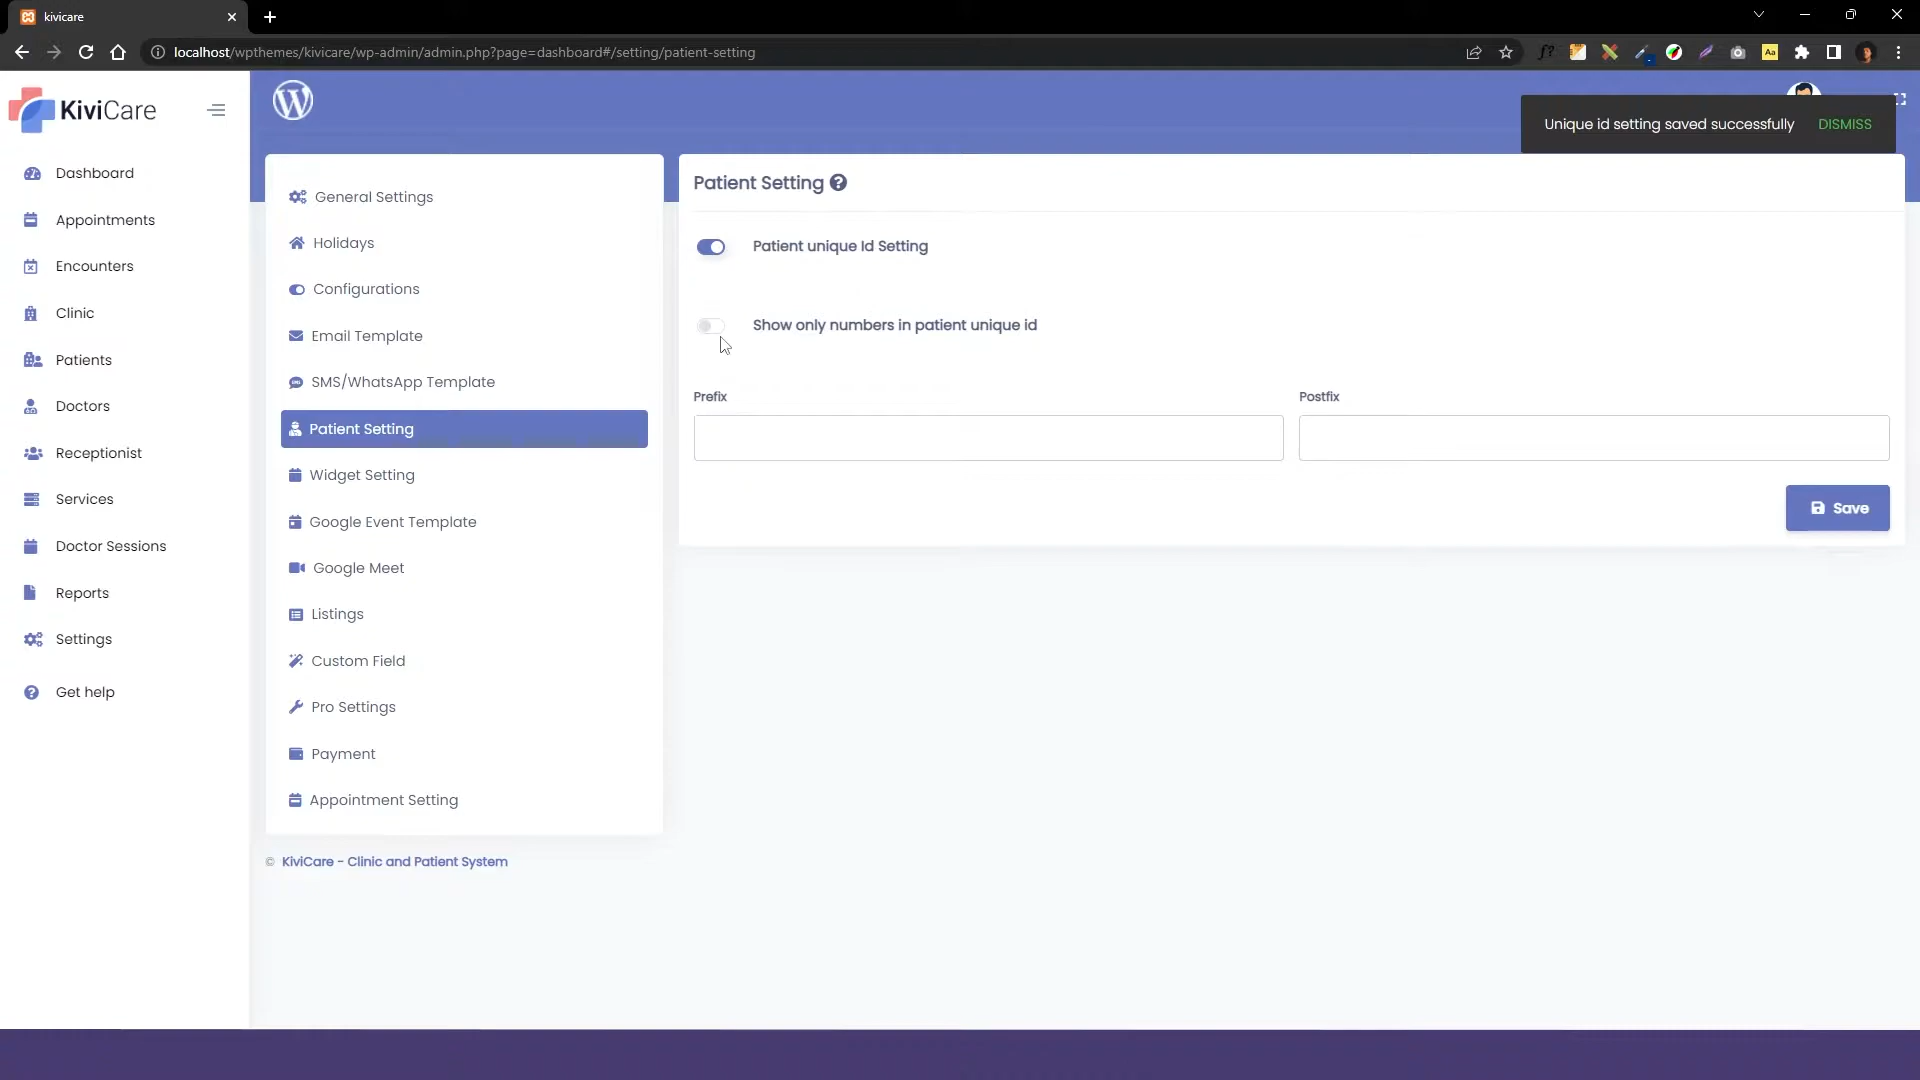 kivicare
localhost/wpthemes/kivicare/wp-admin/admin.php?page=dashboard#/setting/patient-setting
KiviCare
Unique id setting saved successfully DISMISS
Dashboard
Appointments
Encounters
Clinic
Patients
Doctors
Receptionist
Services
Doctor Sessions
Reports
Settings
Get help
General Settings
Holidays
Configurations
Email Template
SMS/WhatsApp Template
Patient Setting
Widget Setting
Google Event Template
Google Meet
Listings
Custom Field
Pro Settings
Payment
Appointment Setting
© KiviCare - Clinic and Patient System
Patient Setting
Patient unique Id Setting
Show only numbers in patient unique id
Prefix
Postfix
Save